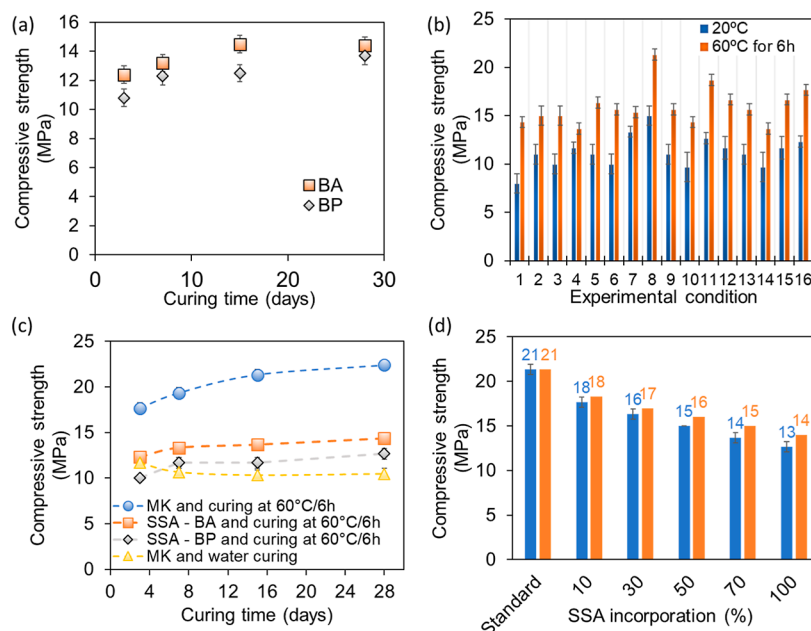 (a)
Compressive strength
(MPa)
16
14
12
10
8
6
4
2
0
BA
BP
0
10
20
30
Curing time (days)
(b)
20ºC
60ºC for 6h
Compressive strength
(MPa)
25
20
15
10
5
0
1 2 3 4 5 6 7 8 9 10 11 12 13 14 15 16
Experimental condition
(c)
Compressive strength
(MPa)
25
20
15
10
5
0
MK and curing at 60°C/6h
SSA - BA and curing at 60°C/6h
SSA - BP and curing at 60°C/6h
MK and water curing
0 4 8 12 16 20 24 28
Curing time (days)
(d)
Compressive strength
(MPa)
25
20
15
10
5
0
21 21
18 18
16 17
15 16
14 15
13 14
Standard
10
30
50
70
100
SSA incorporation (%)